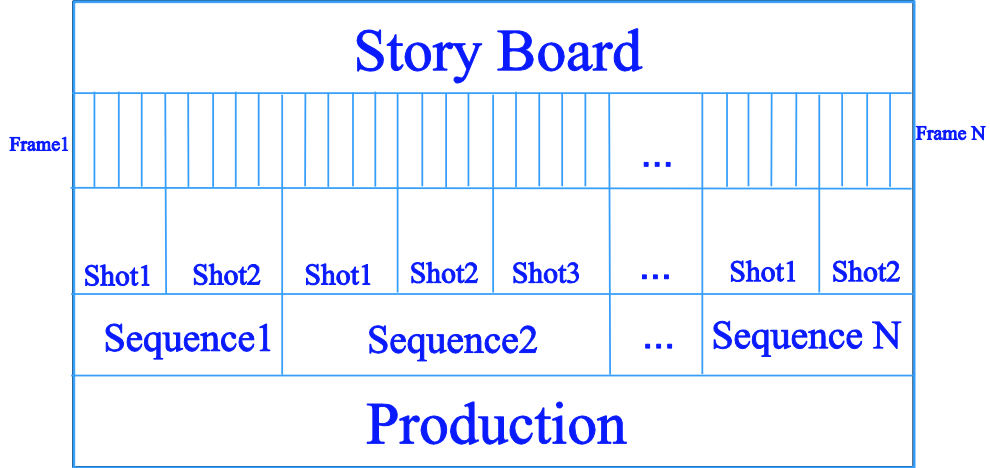 Story Board
Frame1
Frame N
...
Shot1 Shot2 Shot1 Shot2 Shot3 ... Shot1 Shot2
Sequence1 Sequence2 ... Sequence N
Production